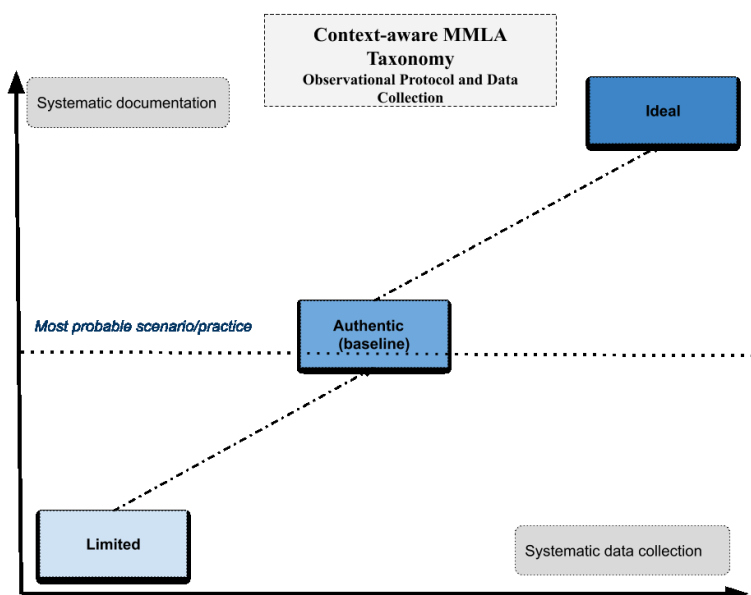 Context-aware MMLA
Taxonomy
Observational Protocol and Data
Collection
Systematic documentation
Ideal
Most probable scenario/practice
Authentic
(baseline)
Limited
Systematic data collection